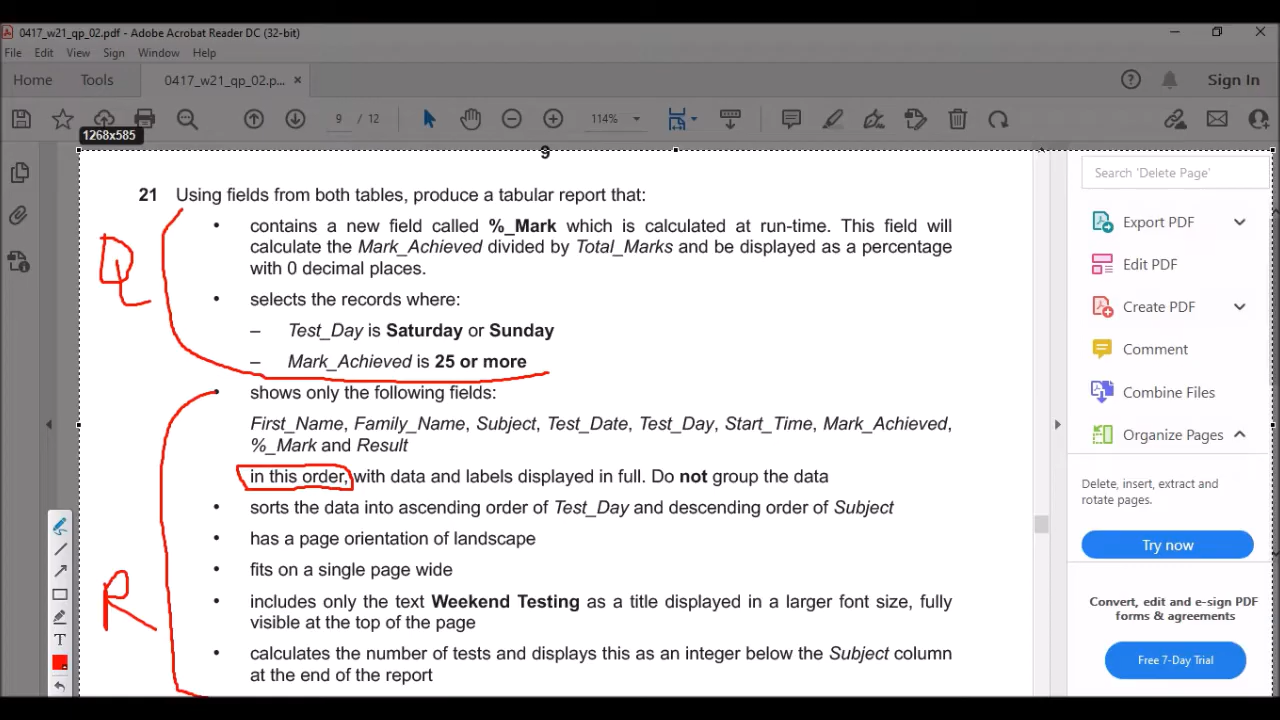 0417_w21_qp_02.pdf - Adobe Acrobat Reader DC (32-bit)
File Edit View Sign Window Help
Home Tools 0417_w21_qp_02.p... × Sign In
9 / 12 114%
1268x585
9
Search 'Delete Page'
21 Using fields from both tables, produce a tabular report that:
• contains a new field called %_Mark which is calculated at run-time. This field will
calculate the Mark_Achieved divided by Total_Marks and be displayed as a percentage
with 0 decimal places.
• selects the records where:
– Test_Day is Saturday or Sunday
– Mark_Achieved is 25 or more
• shows only the following fields:
First_Name, Family_Name, Subject, Test_Date, Test_Day, Start_Time, Mark_Achieved,
%_Mark and Result
in this order, with data and labels displayed in full. Do not group the data
• sorts the data into ascending order of Test_Day and descending order of Subject
• has a page orientation of landscape
• fits on a single page wide
• includes only the text Weekend Testing as a title displayed in a larger font size, fully
visible at the top of the page
• calculates the number of tests and displays this as an integer below the Subject column
at the end of the report
Q
R
T
Export PDF
Edit PDF
Create PDF
Comment
Combine Files
Organize Pages
Delete, insert, extract and
rotate pages.
Try now
Convert, edit and e-sign PDF
forms & agreements
Free 7-Day Trial